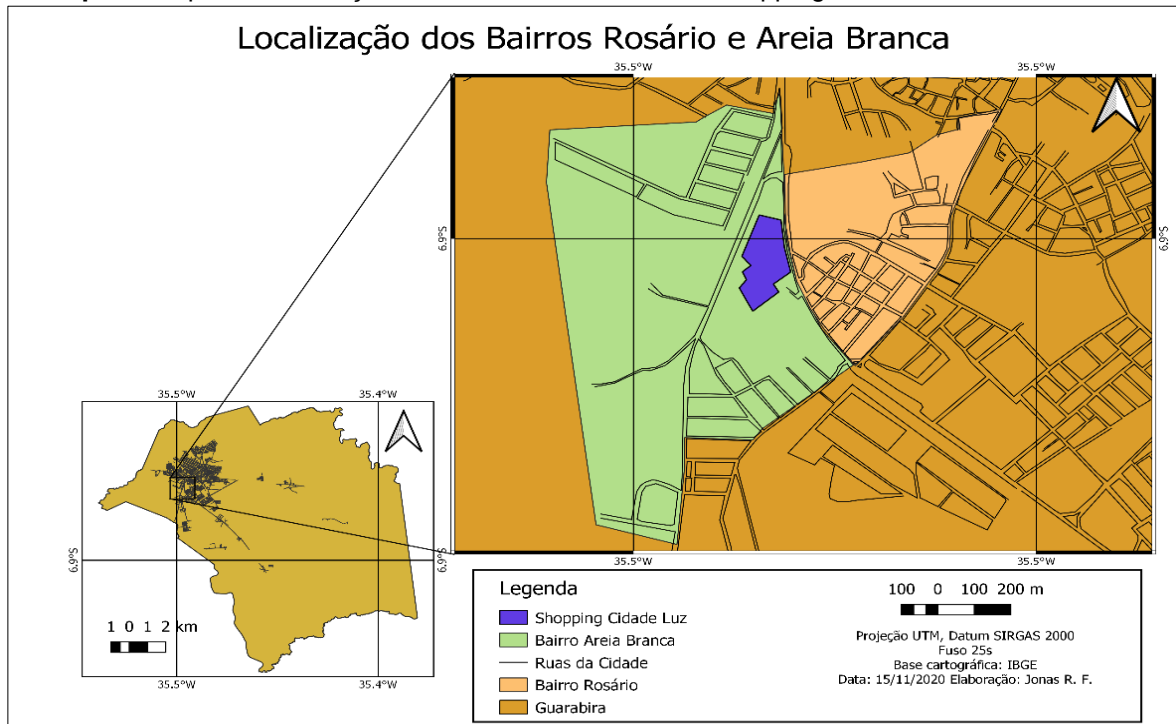 Localização dos Bairros Rosário e Areia Branca
35.5°W
35.5°W
6.9°S
6.9°S
35.5°W
35.5°W
35.5°W
35.4°W
6.9°S
6.9°S
1 0 1 2 km
35.5°W
35.4°W
Legenda
Shopping Cidade Luz
Bairro Areia Branca
Ruas da Cidade
Bairro Rosário
Guarabira
100 0 100 200 m
Projeção UTM, Datum SIRGAS 2000
Fuso 25s
Base cartográfica: IBGE
Data: 15/11/2020 Elaboração: Jonas R. F.